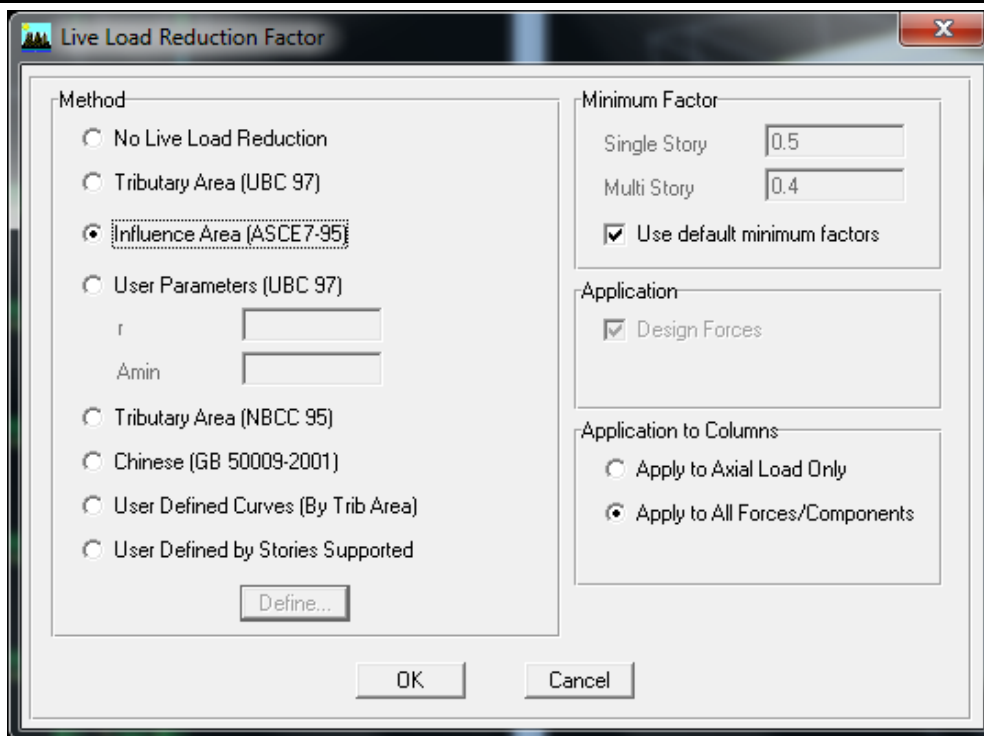 Live Load Reduction Factor
x
Method
No Live Load Reduction
Tributary Area (UBC 97)
Influence Area (ASCE7-95)
User Parameters (UBC 97)
r
Amin
Tributary Area (NBCC 95)
Chinese (GB 50009-2001)
User Defined Curves (By Trib Area)
User Defined by Stories Supported
Define...
Minimum Factor
Single Story 0.5
Multi Story 0.4
Use default minimum factors
Application
Design Forces
Application to Columns
Apply to Axial Load Only
Apply to All Forces/Components
OK Cancel